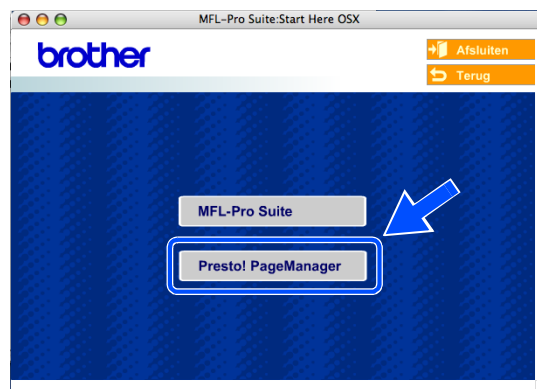 MFL-Pro Suite:Start Here OSX
brother
Afsluiten
Terug
MFL-Pro Suite
Presto! PageManager